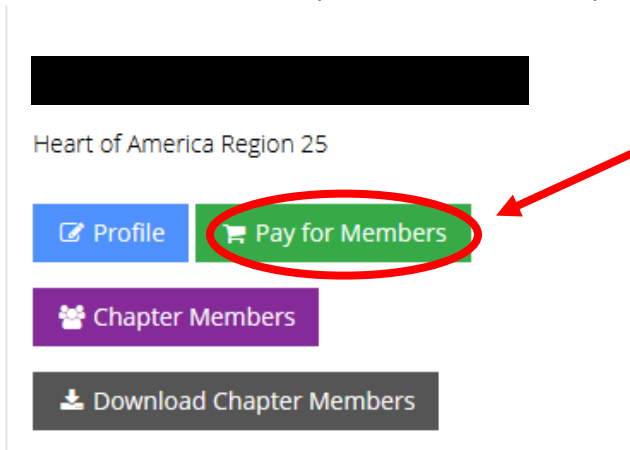 Heart of America Region 25
Profile
Pay for Members
Chapter Members
Download Chapter Members